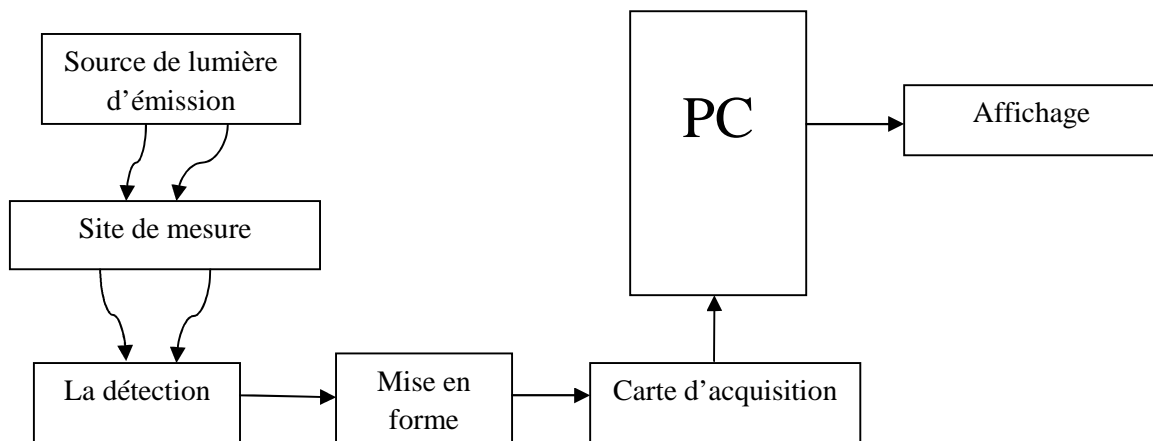 Source de lumière
d’émission
Site de mesure
La détection
Mise en
forme
Carte d’acquisition
PC
Affichage